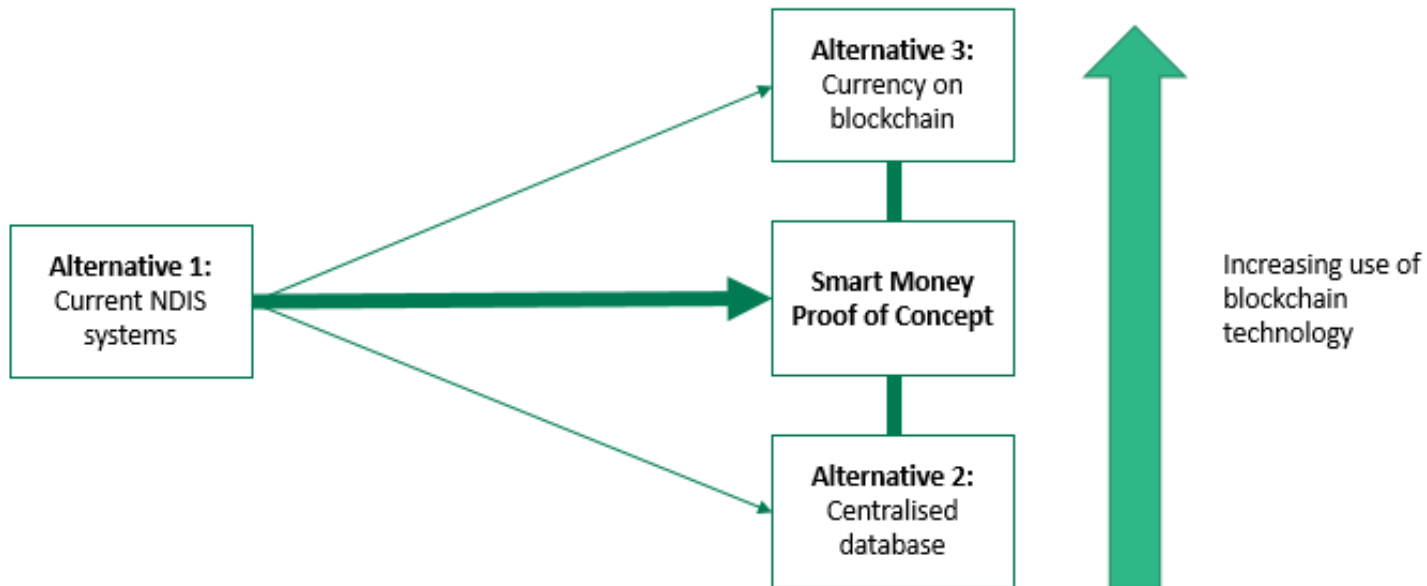 Alternative 3:
Currency on
blockchain
Alternative 1:
Current NDIS
systems
Smart Money
Proof of Concept
Increasing use of
blockchain
technology
Alternative 2:
Centralised
database